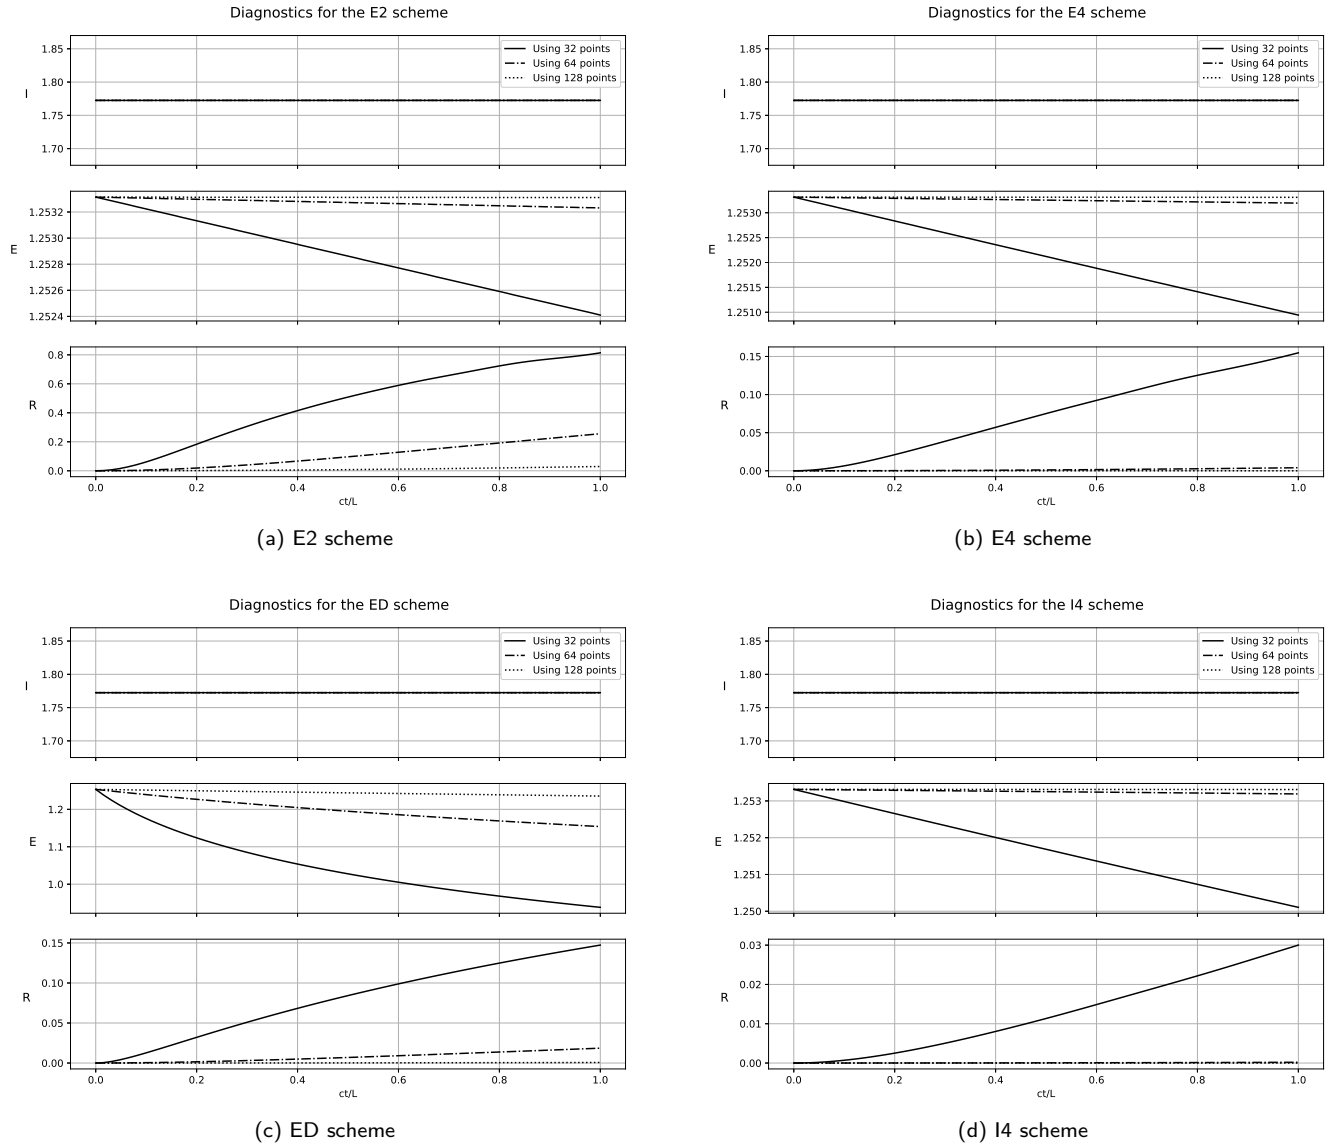 Diagnostics for the E2 scheme
Using 32 points
Using 64 points
Using 128 points
1.85
1.80
1.75
1.70
I
1.2532
1.2530
1.2528
1.2526
1.2524
E
0.8
0.6
0.4
0.2
0.0
R
0.0 0.2 0.4 0.6 0.8 1.0
ct/L
(a) E2 scheme
Diagnostics for the E4 scheme
Using 32 points
Using 64 points
Using 128 points
1.85
1.80
1.75
1.70
I
1.2530
1.2525
1.2520
1.2515
1.2510
E
0.15
0.10
0.05
0.00
R
0.0 0.2 0.4 0.6 0.8 1.0
ct/L
(b) E4 scheme
Diagnostics for the ED scheme
Using 32 points
Using 64 points
Using 128 points
1.85
1.80
1.75
1.70
I
1.2
1.1
1.0
E
0.15
0.10
0.05
0.00
R
0.0 0.2 0.4 0.6 0.8 1.0
ct/L
(c) ED scheme
Diagnostics for the I4 scheme
Using 32 points
Using 64 points
Using 128 points
1.85
1.80
1.75
1.70
I
1.253
1.252
1.251
1.250
E
0.03
0.02
0.01
0.00
R
0.0 0.2 0.4 0.6 0.8 1.0
ct/L
(d) I4 scheme